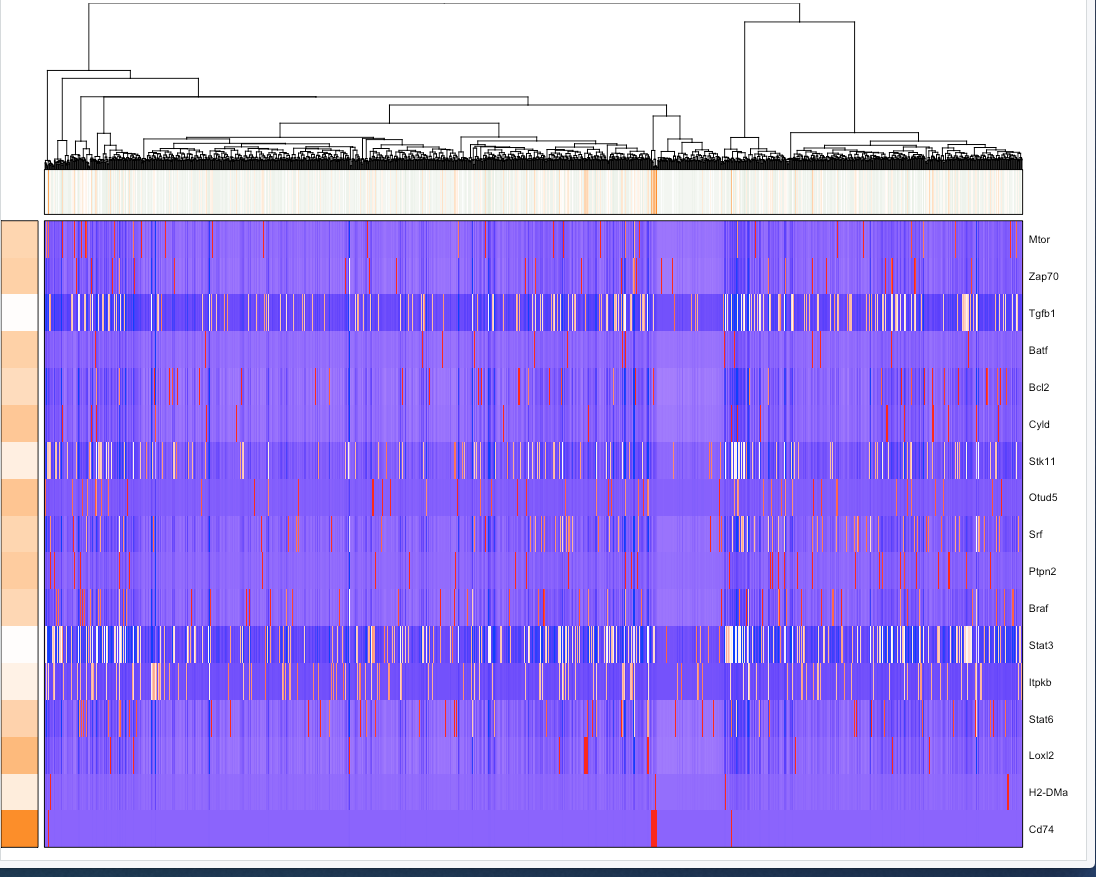 Mtor
Zap70
Tgfb1
Batf
Bcl2
Cyld
Stk11
Otud5
Srf
Ptpn2
Braf
Stat3
Itpkb
Stat6
Loxl2
H2-DMa
Cd74